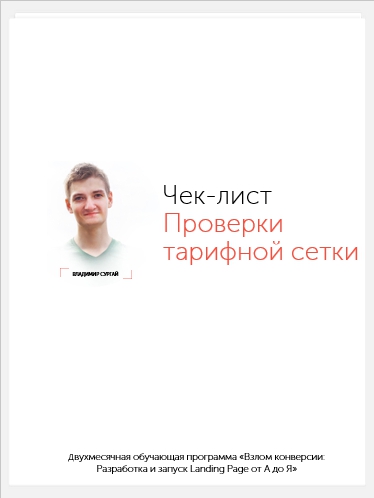 Чек-лист
Проверки
тарифной сетки
ВЛАДИМИР СУРГАЙ
Двухмесячная обучающая программа «Взлом конверсии:
Разработка и запуск Landing Page от А до Я»